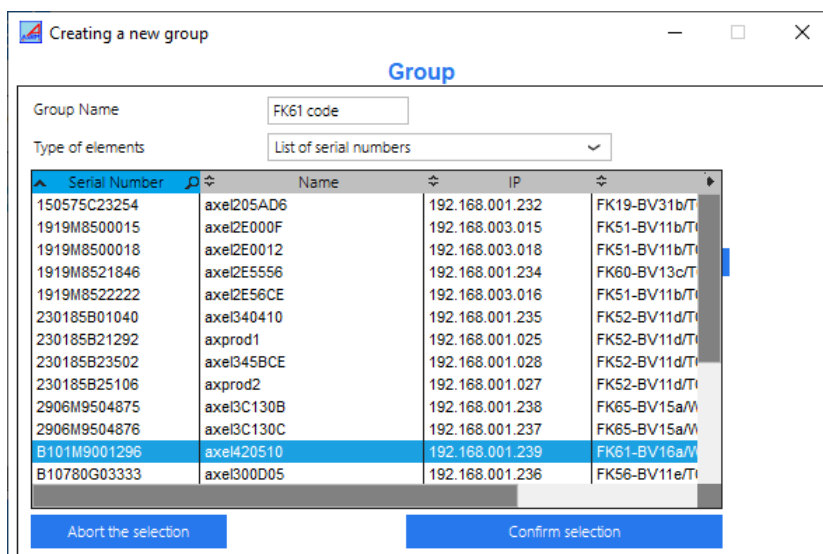 Creating a new group
Group
Group Name FK61 code
Type of elements List of serial numbers
Serial Number Name IP
150575C23254 axel205AD6 192.168.001.232 FK19-BV31b/T
1919M8500015 axel2E000F 192.168.003.015 FK51-BV11b/T
1919M8500018 axel2E0012 192.168.003.018 FK51-BV11b/T
1919M8521846 axel2E5556 192.168.001.234 FK60-BV13c/T
1919M8522222 axel2E56CE 192.168.003.016 FK51-BV11b/T
230185B01040 axel340410 192.168.001.235 FK52-BV11d/T
230185B21292 axprod1 192.168.001.025 FK52-BV11d/T
230185B23502 axel345BCE 192.168.001.028 FK52-BV11d/T
230185B25106 axprod2 192.168.001.027 FK52-BV11d/T
2906M9504875 axel3C130B 192.168.001.238 FK65-BV15a/
2906M9504876 axel3C130C 192.168.001.237 FK65-BV15a/
B101M9001296 axel420510 192.168.001.239 FK61-BV16a/
B10780G03333 axel300D05 192.168.001.236 FK56-BV11e/T
Abort the selection Confirm selection